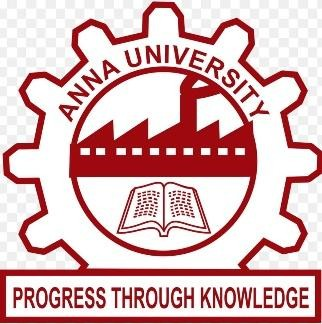 ANNA UNIVERSITY
PROGRESS THROUGH KNOWLEDGE